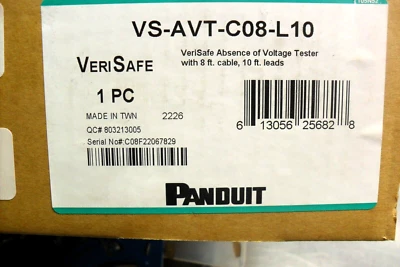 VS-AVT-C08-L10
VERISAFE
VeriSafe Absence of Voltage Tester
with 8 ft. cable, 10 ft. leads
1 PC
MADE IN TWN 2226
QC# 803213005
Serial No#:C08F22067829
6 13056 25682 8
PANDUIT